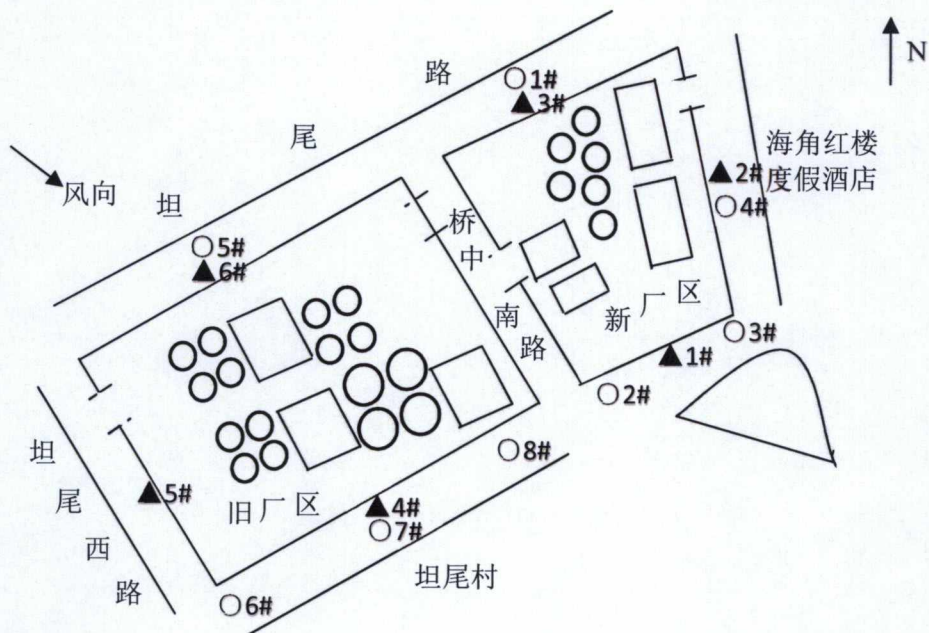 N
路
○1#
▲3#
尾
海角红楼
度假酒店
▲2#
○4#
风向
坦
桥
中
南
路
○5#
▲6#
新厂区
○3#
▲1#
○2#
坦
尾
西
路
▲5#
旧厂区
▲4#
○7#
○8#
坦尾村
○6#